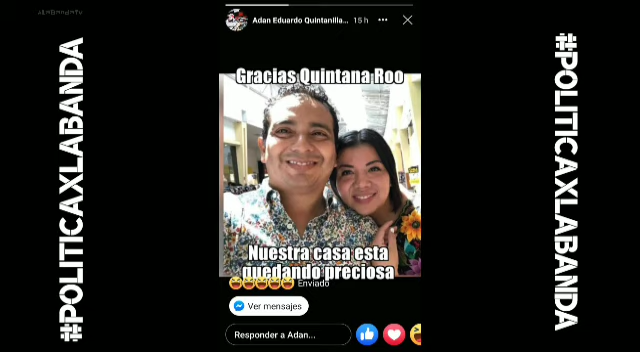 #POLITICAXLABANDA
Adan Eduardo Quintanilla... 15 h
Gracias Quintana Roo
Nuestra casa esta
quedando preciosa
Enviado
Ver mensajes
Responder a Adan...
#POLITICAXLABANDA